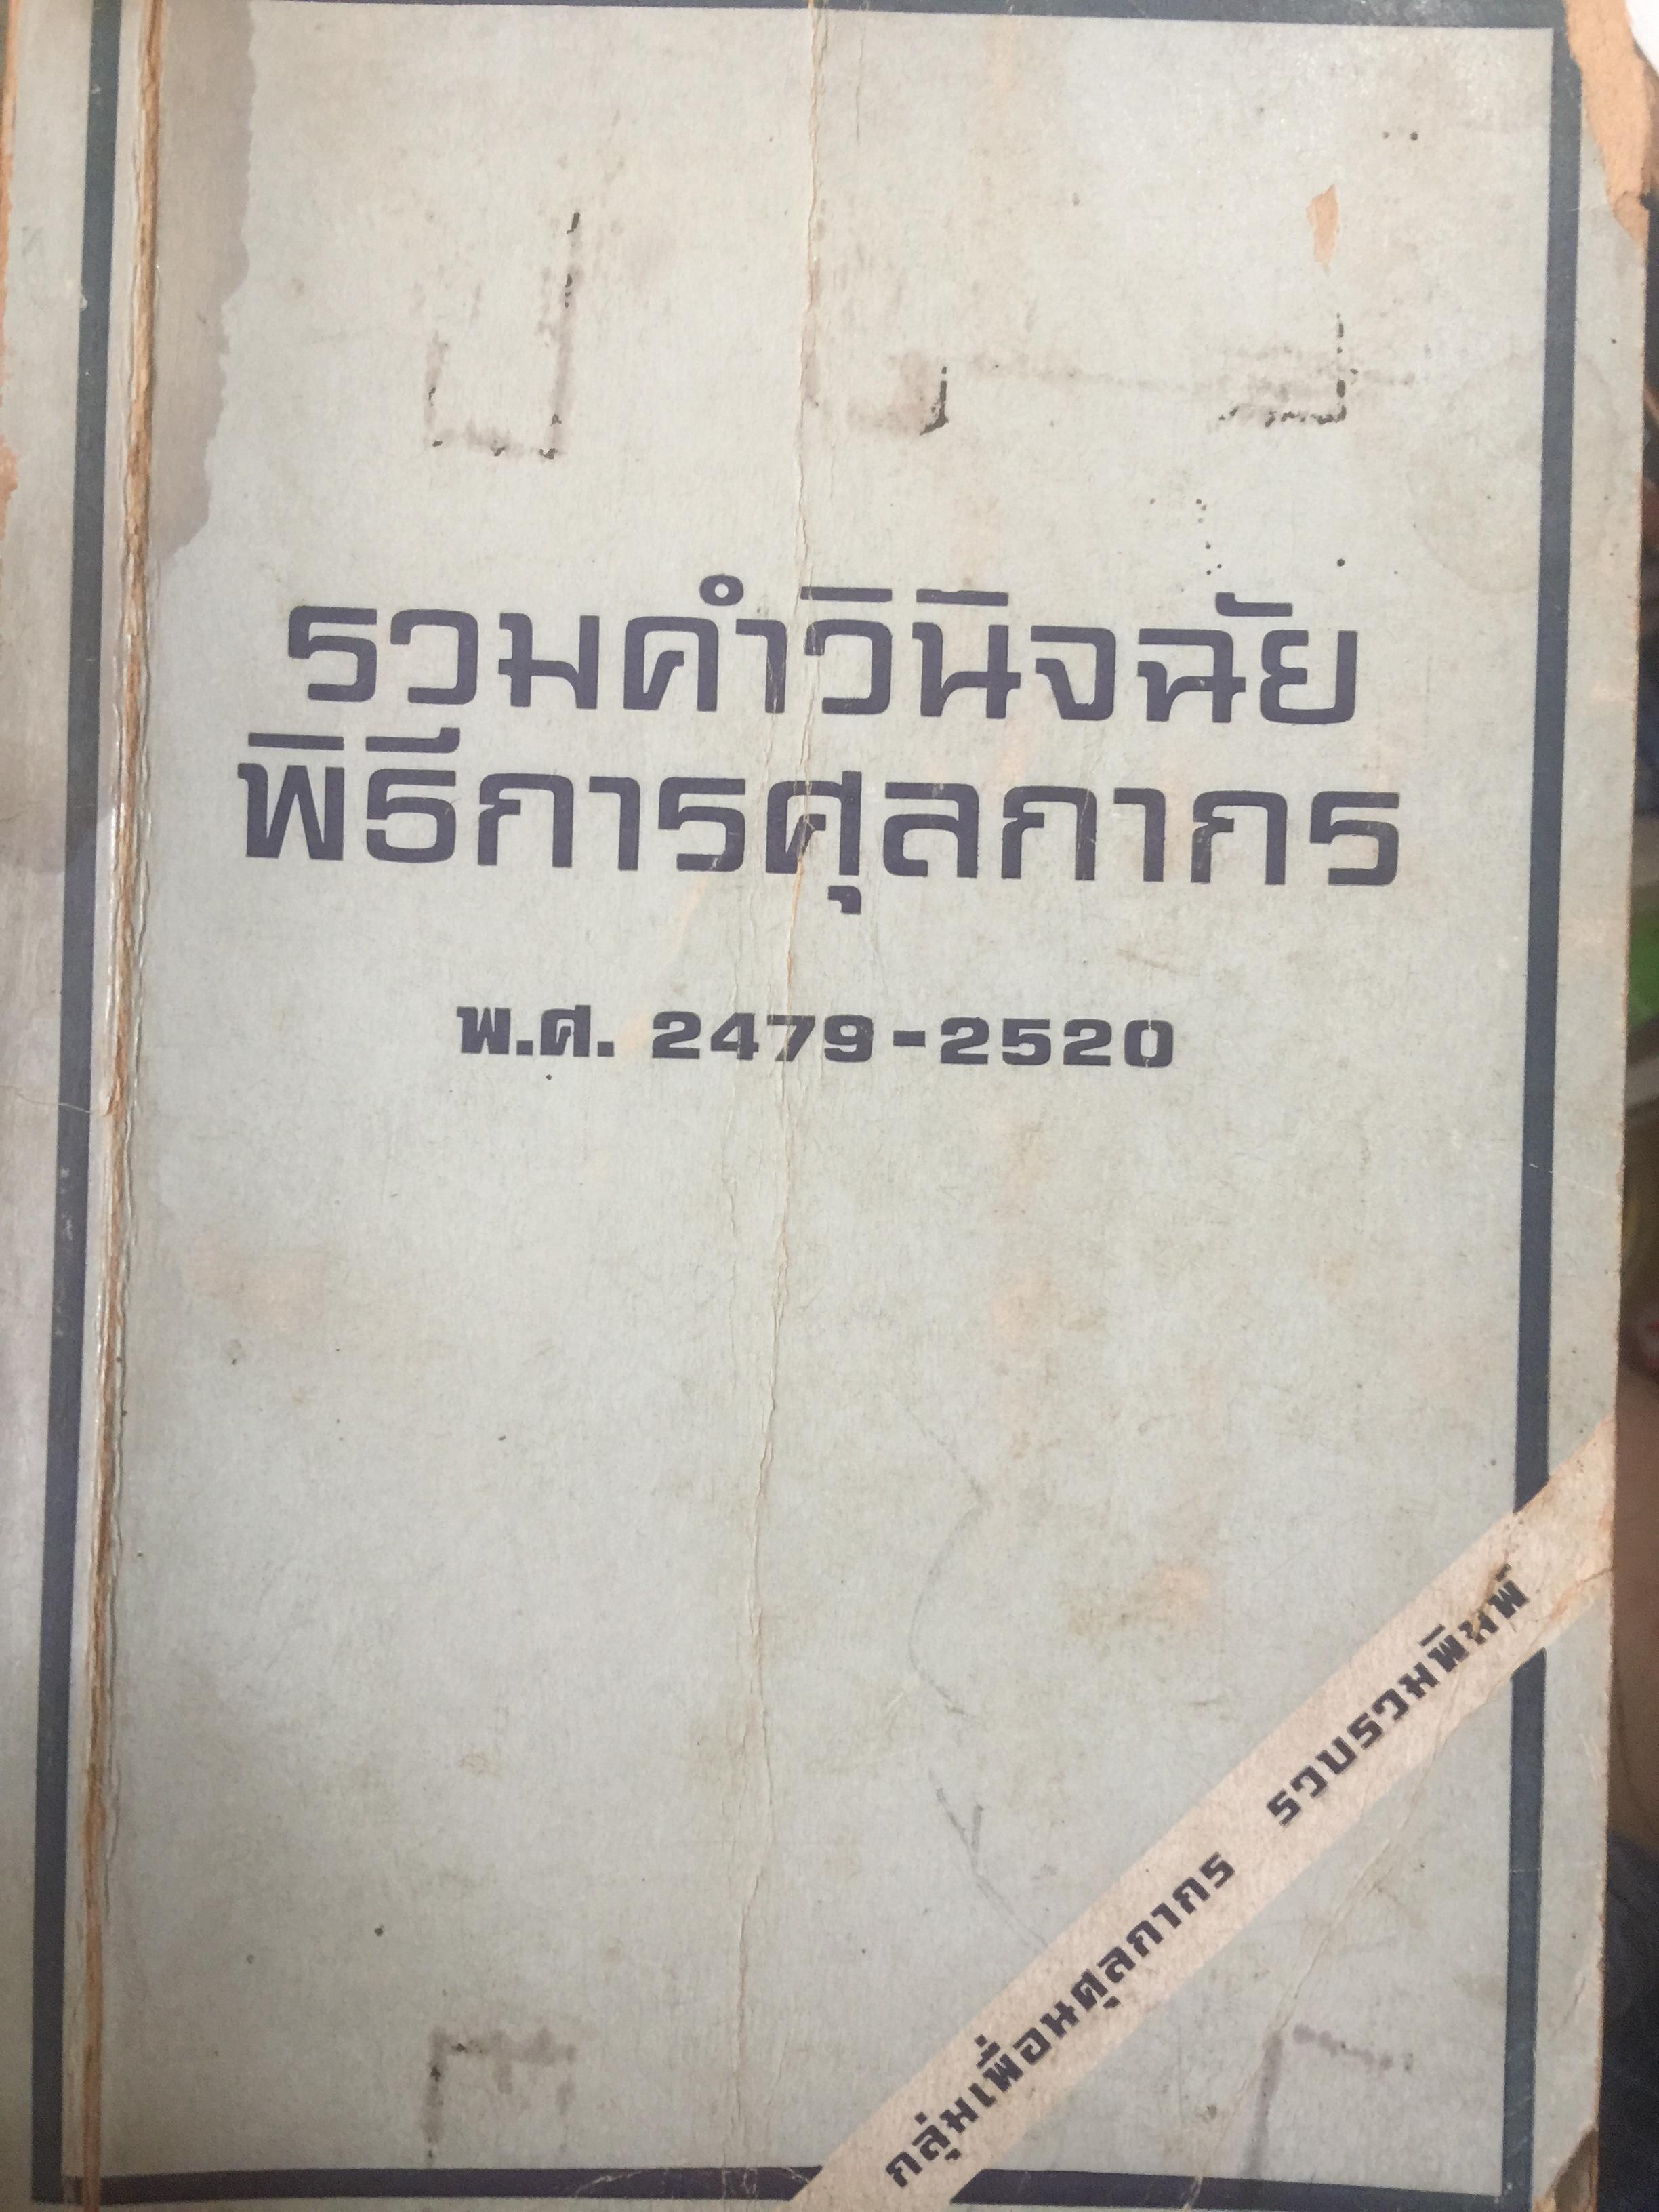 รวมคำวินิจฉัย
พิธีการศุลกากร
พ.ศ. 2479-2520
กลุ่มเพื่อนศุลกากร รวบรวมพิมพ์